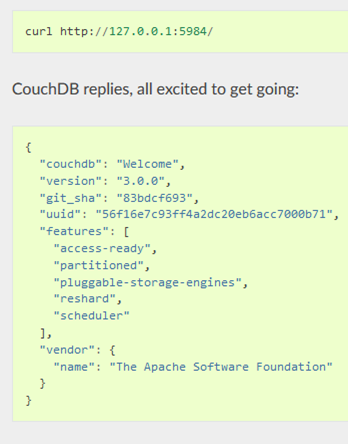 curl http://127.0.0.1:5984/
CouchDB replies, all excited to get going:
{
  "couchdb": "Welcome",
  "version": "3.0.0",
  "git_sha": "83bdcf693",
  "uuid": "56f16e7c93ff4a2dc20eb6acc7000b71",
  "features": [
    "access-ready",
    "partitioned",
    "pluggable-storage-engines",
    "reshard",
    "scheduler"
  ],
  "vendor": {
    "name": "The Apache Software Foundation"
  }
}